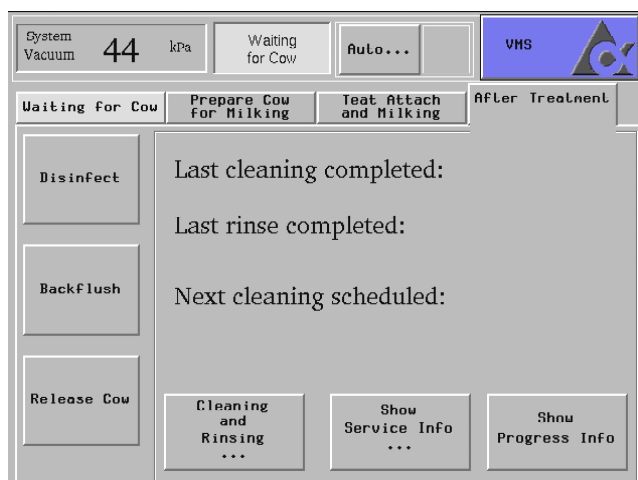 System
Vacuum 44 kPa
Waiting
for Cow
Auto...
VMS
Waiting for Cow
Prepare Cow
for Milking
Teat Attach
and Milking
After Treatment
Disinfect
Last cleaning completed:
Last rinse completed:
Backflush
Next cleaning scheduled:
Release Cow
Cleaning
and
Rinsing
...
Show
Service Info
...
Show
Progress Info